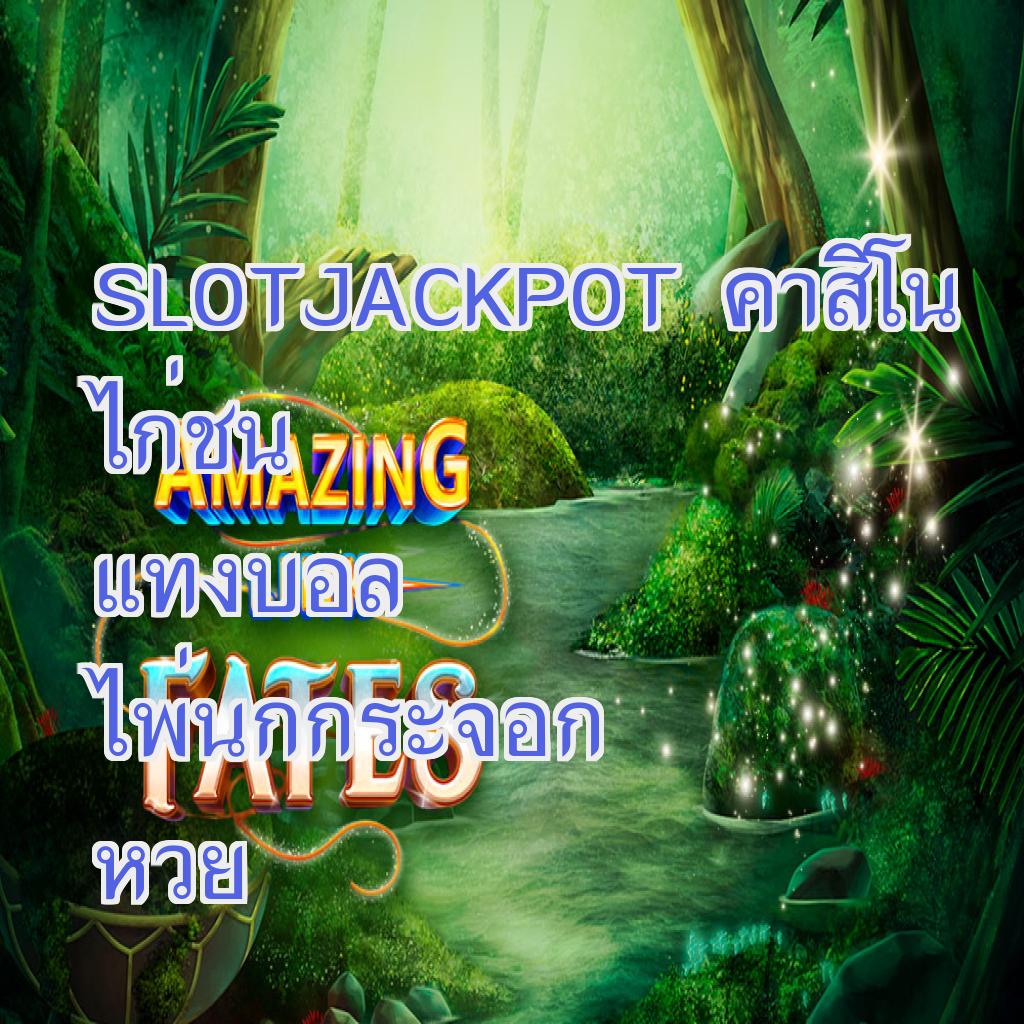 SLOTJACKPOT คาสิโน
ไก่ชน
AMAZING
แทงบอล
FATES
ไพ่นกกระจอก
หวย